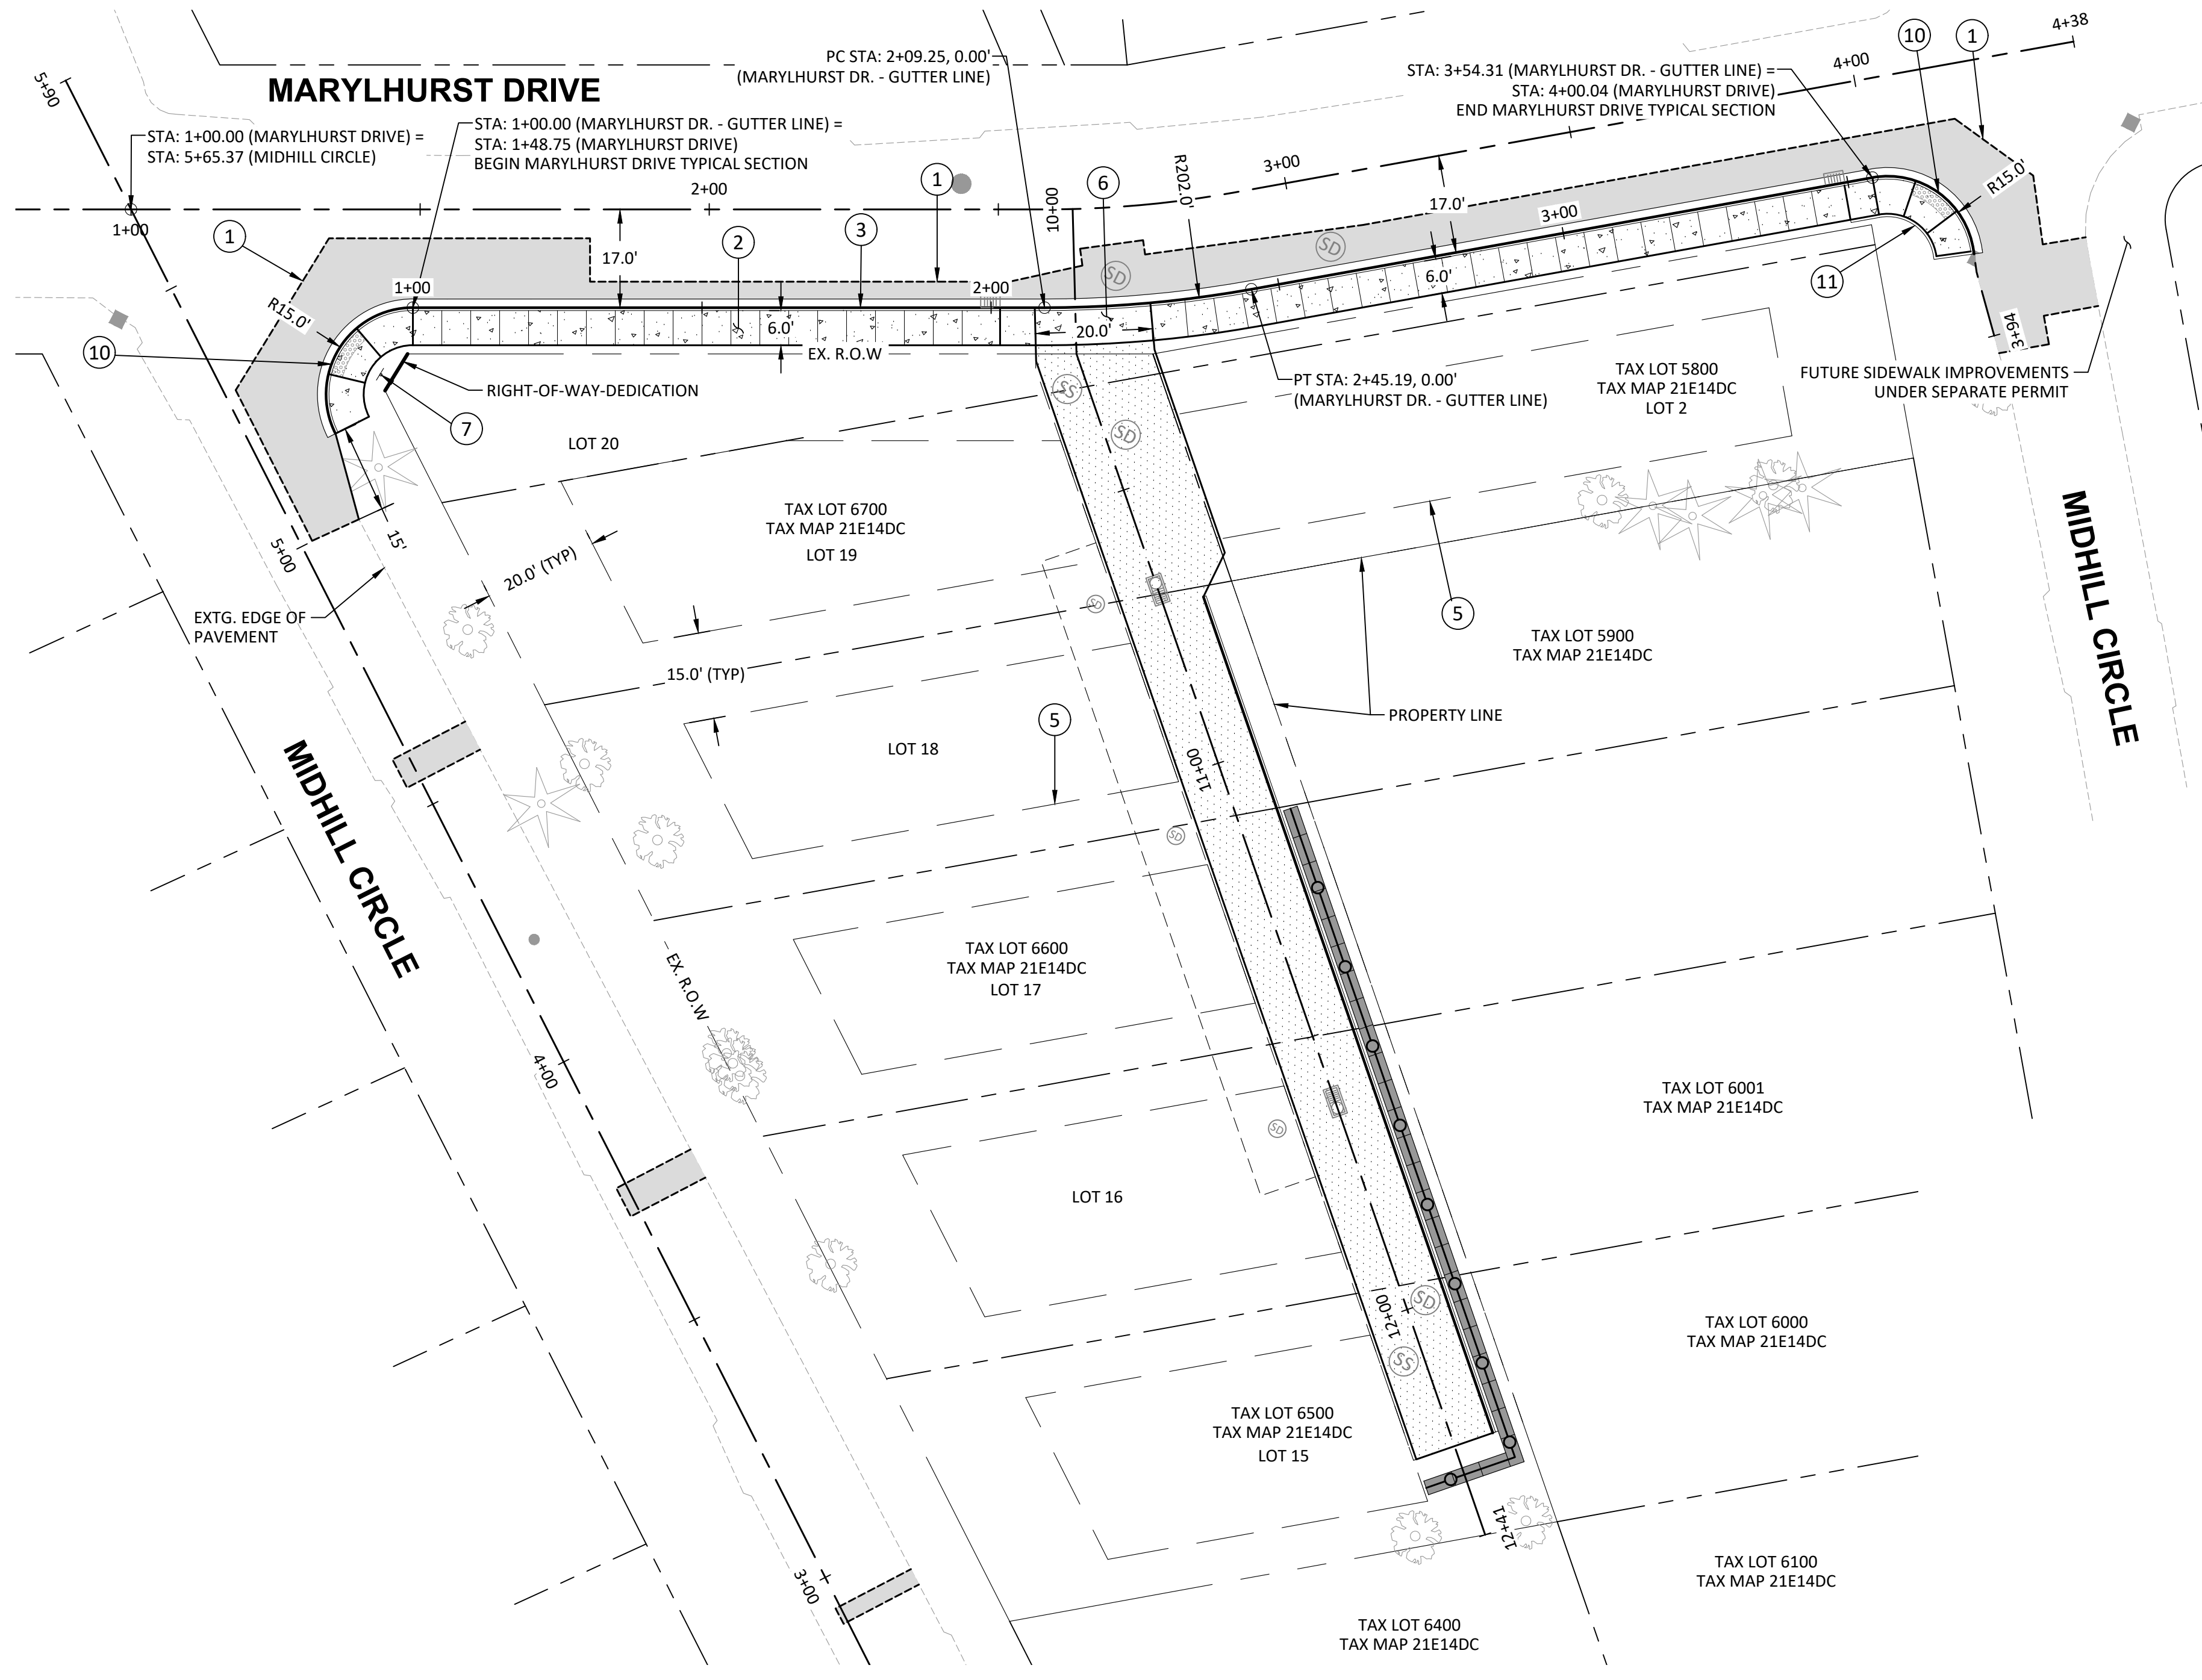 5+90
MARYLHURST DRIVE
PC STA: 2+09.25, 0.00'
(MARYLHURST DR. - GUTTER LINE)
STA: 3+54.31 (MARYLHURST DR. - GUTTER LINE) =
STA: 4+00.04 (MARYLHURST DRIVE)
END MARYLHURST DRIVE TYPICAL SECTION
4+00
10
1
4+38
STA: 1+00.00 (MARYLHURST DRIVE) =
STA: 5+65.37 (MIDHILL CIRCLE)
STA: 1+00.00 (MARYLHURST DR. - GUTTER LINE) =
STA: 1+48.75 (MARYLHURST DRIVE)
BEGIN MARYLHURST DRIVE TYPICAL SECTION
1+00
2+00
1
10+00
6
R202.0'
3+00
17.0'
3+00
R15.0'
1
17.0'
2
3
SD
SD
R15.0'
1+00
2+00
6.0'
20.0'
6.0'
11
10
EX. R.O.W
3+94
RIGHT-OF-WAY-DEDICATION
7
SS
SD
PT STA: 2+45.19, 0.00'
(MARYLHURST DR. - GUTTER LINE)
TAX LOT 5800
TAX MAP 21E14DC
LOT 2
FUTURE SIDEWALK IMPROVEMENTS
UNDER SEPARATE PERMIT
LOT 20
15'
5+00
TAX LOT 6700
TAX MAP 21E14DC
LOT 19
20.0' (TYP)
EXTG. EDGE OF
PAVEMENT
SD
5
TAX LOT 5900
TAX MAP 21E14DC
MIDHILL CIRCLE
15.0' (TYP)
PROPERTY LINE
5
LOT 18
11+00
MIDHILL CIRCLE
SD
TAX LOT 6600
TAX MAP 21E14DC
LOT 17
EX. R.O.W
4+00
TAX LOT 6001
TAX MAP 21E14DC
SD
LOT 16
SD
12+00
SS
TAX LOT 6000
TAX MAP 21E14DC
TAX LOT 6500
TAX MAP 21E14DC
LOT 15
12+41
3+00
TAX LOT 6100
TAX MAP 21E14DC
TAX LOT 6400
TAX MAP 21E14DC